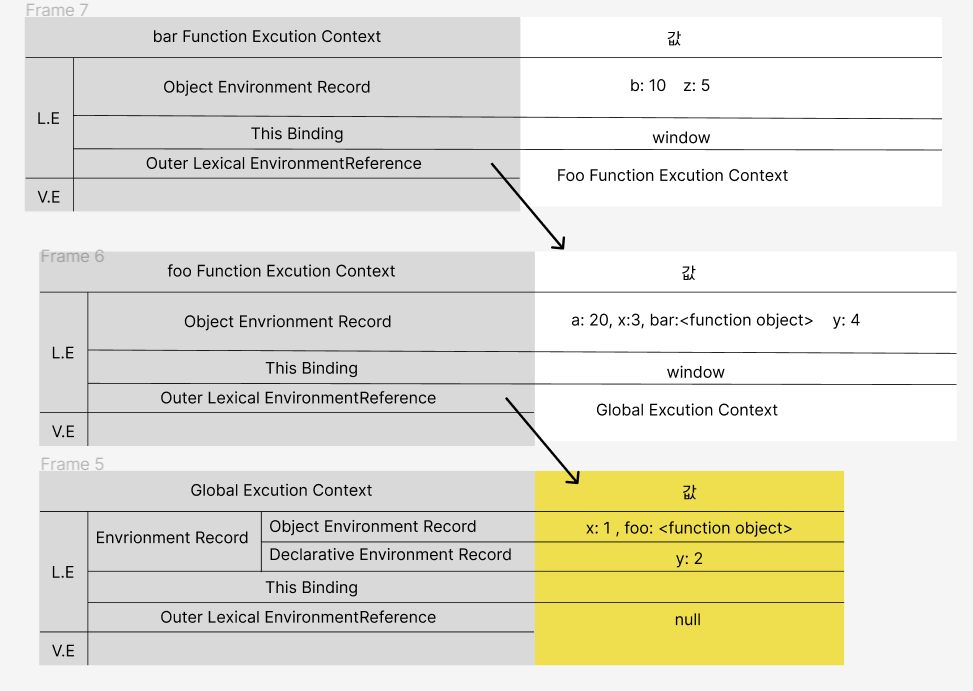 Frame 7
bar Function Excution Context 값
L.E
Object Environment Record b: 10 z: 5
This Binding window
Outer Lexical EnvironmentReference Foo Function Excution Context
V.E
Frame 6
foo Function Excution Context 값
L.E
Object Envrionment Record a: 20, x:3, bar:<function object> y: 4
This Binding window
Outer Lexical EnvironmentReference Global Excution Context
V.E
Frame 5
Global Excution Context 값
L.E
Envrionment Record
Object Environment Record x: 1 , foo: <function object>
Declarative Environment Record y: 2
This Binding
Outer Lexical EnvironmentReference null
V.E